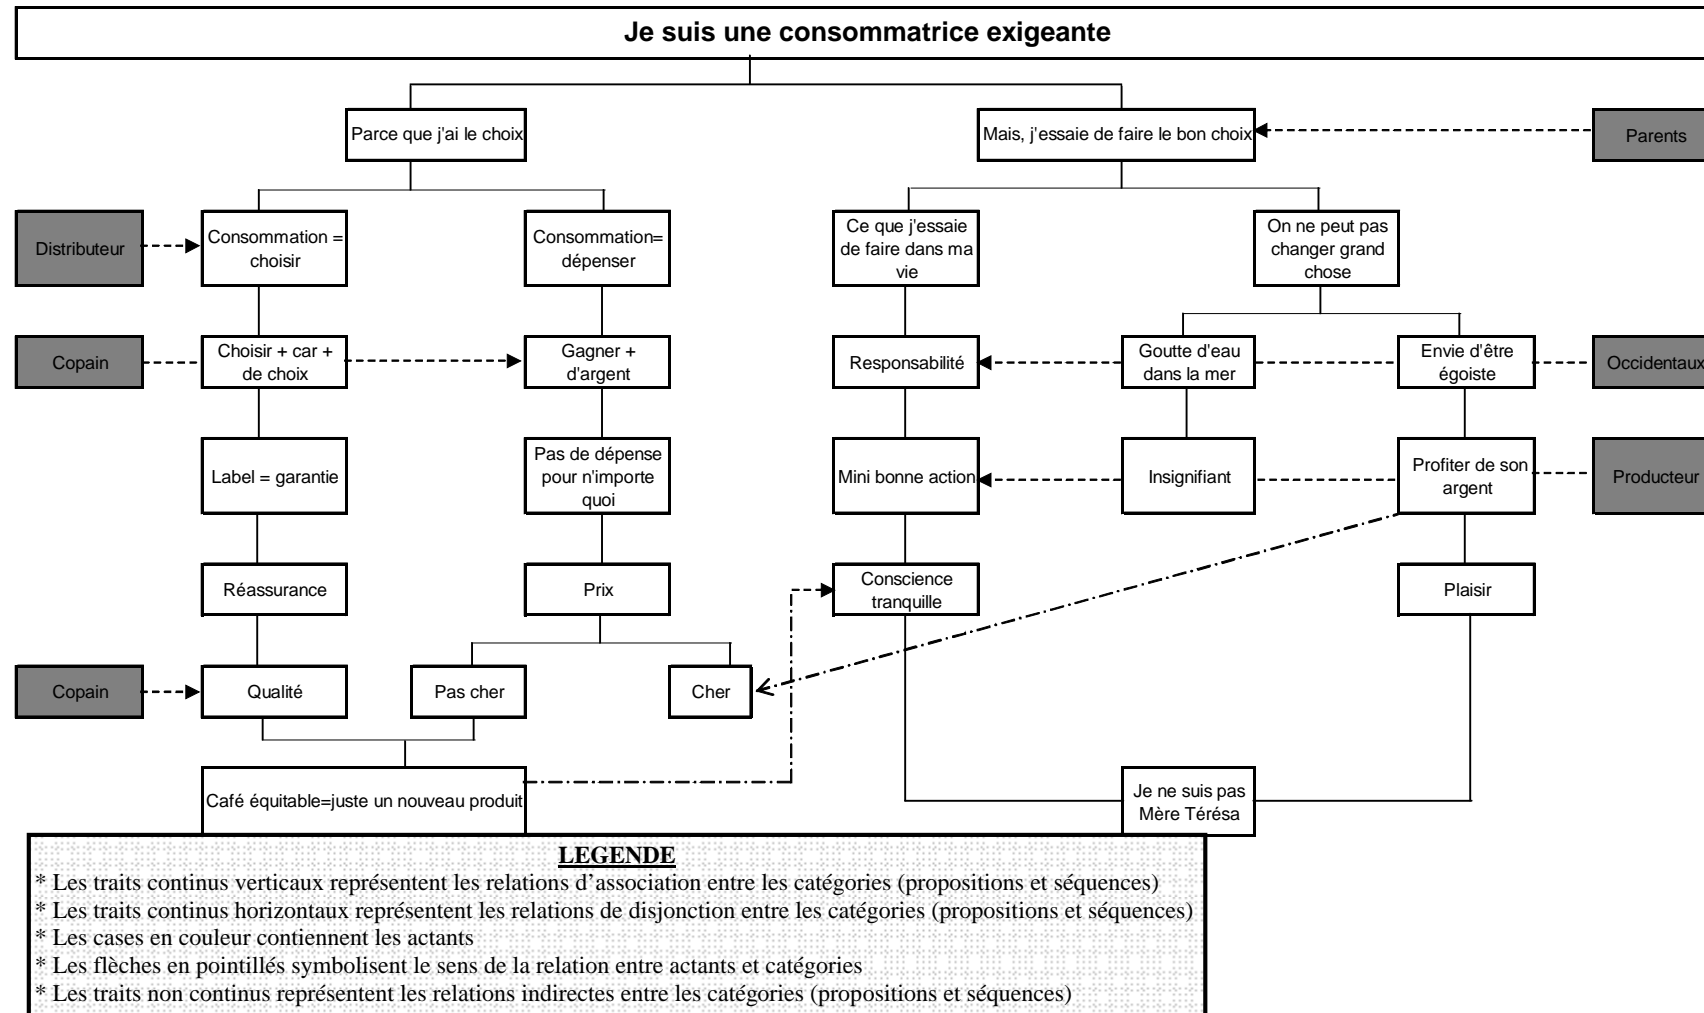 Je suis une consommatrice exigeante
Parce que j'ai le choix
Mais, j'essaie de faire le bon choix
Parents
Distributeur
Consommation =
choisir
Consommation=
dépenser
Ce que j'essaie
de faire dans ma
vie
On ne peut pas
changer grand
chose
Copain
Choisir + car +
de choix
Gagner +
d'argent
Responsabilité
Goutte d'eau
dans la mer
Envie d'être
égoiste
Occidentaux
Label = garantie
Pas de dépense
pour n'importe
quoi
Mini bonne action
Insignifiant
Profiter de son
argent
Producteur
Réassurance
Prix
Conscience
tranquille
Plaisir
Copain
Qualité
Pas cher
Cher
Café équitable=juste un nouveau produit
Je ne suis pas
Mère Térésa
LEGENDE
* Les traits continus verticaux représentent les relations d’association entre les catégories (propositions et séquences)
* Les traits continus horizontaux représentent les relations de disjonction entre les catégories (propositions et séquences)
* Les cases en couleur contiennent les actants
* Les flèches en pointillés symbolisent le sens de la relation entre actants et catégories
* Les traits non continus représentent les relations indirectes entre les catégories (propositions et séquences)